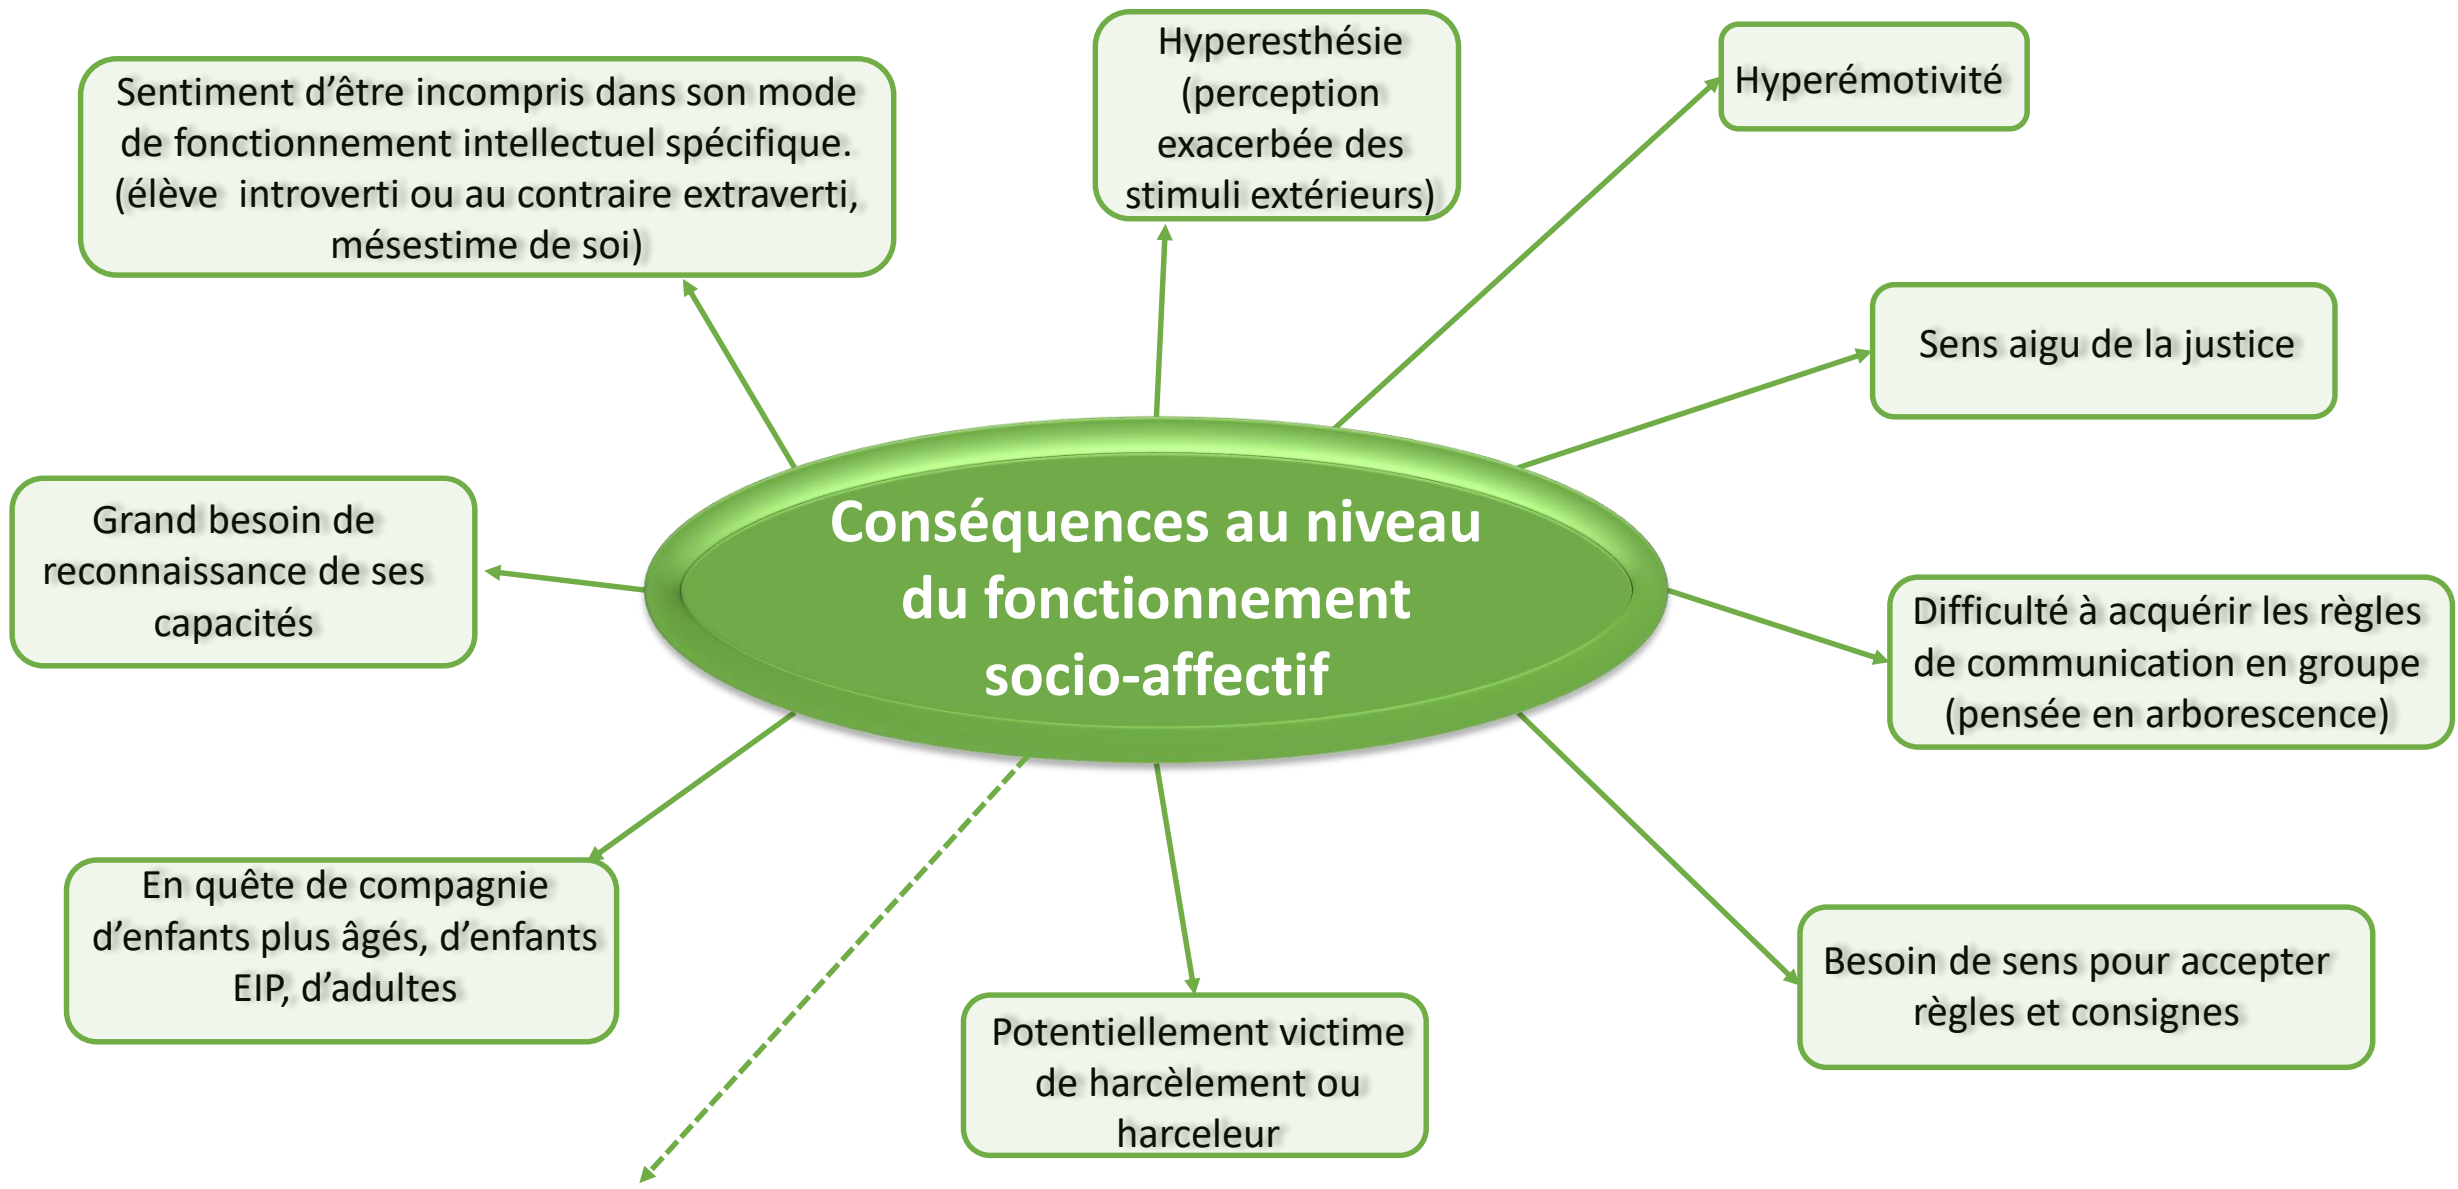 Sentiment d’être incompris dans son mode
de fonctionnement intellectuel spécifique.
(élève introverti ou au contraire extraverti,
mésestime de soi)
Hyperesthésie
(perception
exacerbée des
stimuli extérieurs)
Hyperémotivité
Sens aigu de la justice
Grand besoin de
reconnaissance de ses
capacités
Conséquences au niveau
du fonctionnement
socio-affectif
Difficulté à acquérir les règles
de communication en groupe
(pensée en arborescence)
En quête de compagnie
d’enfants plus âgés, d’enfants
EIP, d’adultes
Potentiellement victime
de harcèlement ou
harceleur
Besoin de sens pour accepter
règles et consignes